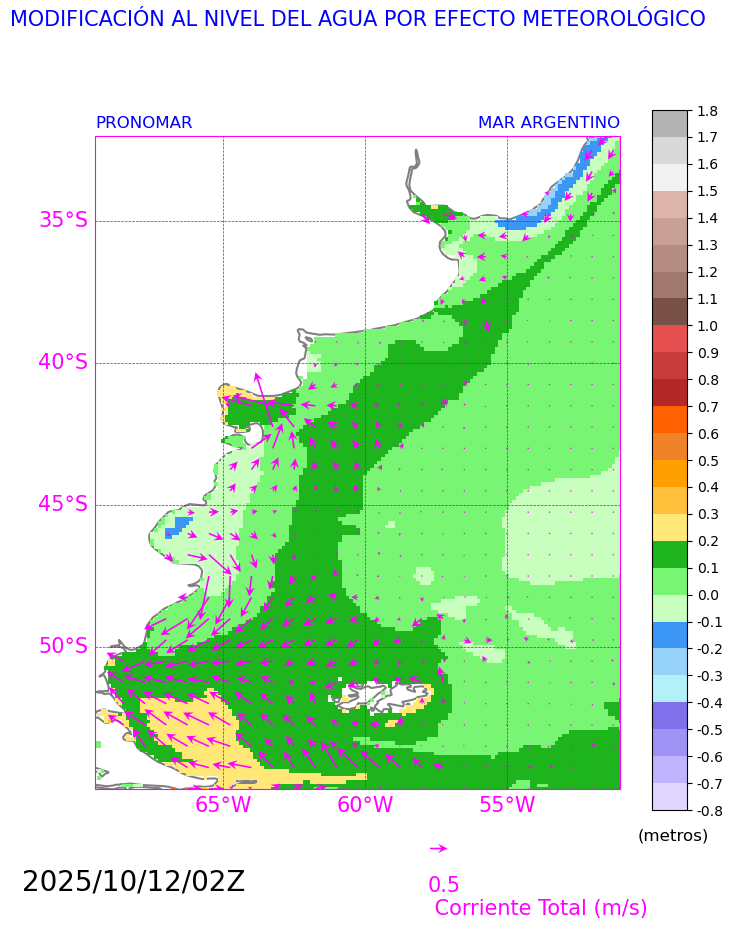 MODIFICACIÓN AL NIVEL DEL AGUA POR EFECTO METEOROLÓGICO
PRONOMAR
MAR ARGENTINO
35°S
40°S
45°S
50°S
65°W
60°W
55°W
1.8
1.7
1.6
1.5
1.4
1.3
1.2
1.1
1.0
0.9
0.8
0.7
0.6
0.5
0.4
0.3
0.2
0.1
0.0
-0.1
-0.2
-0.3
-0.4
-0.5
-0.6
-0.7
-0.8
(metros)
2025/10/12/02Z
0.5
Corriente Total (m/s)